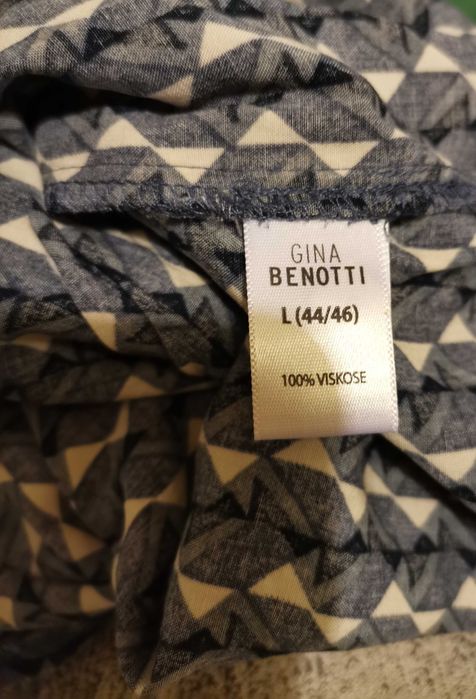 GINA
BENOTTI
L (44/46)
100% VISKOSE